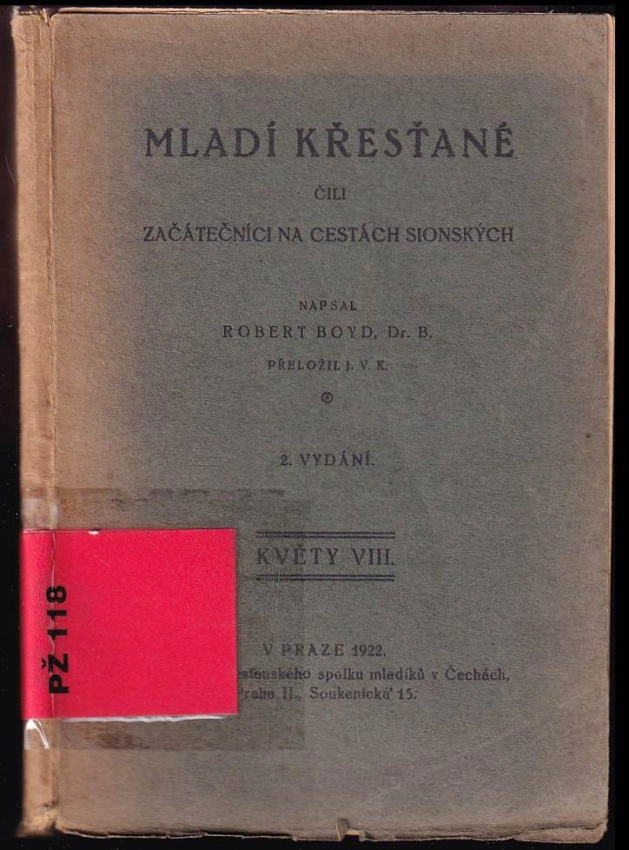 MLADÍ KŘESŤANÉ
ČILI
ZAČÁTEČNÍCI NA CESTÁCH SIONSKÝCH
NAPSAL
ROBERT BOYD, Dr. B.
PŘELOŽIL J. V. K.
2. VYDÁNÍ.
KVĚTY VIII.
V PRAZE 1922.
spolku mladíků v Čechách,
Praha II., Soukenická 15.
PŽ 118